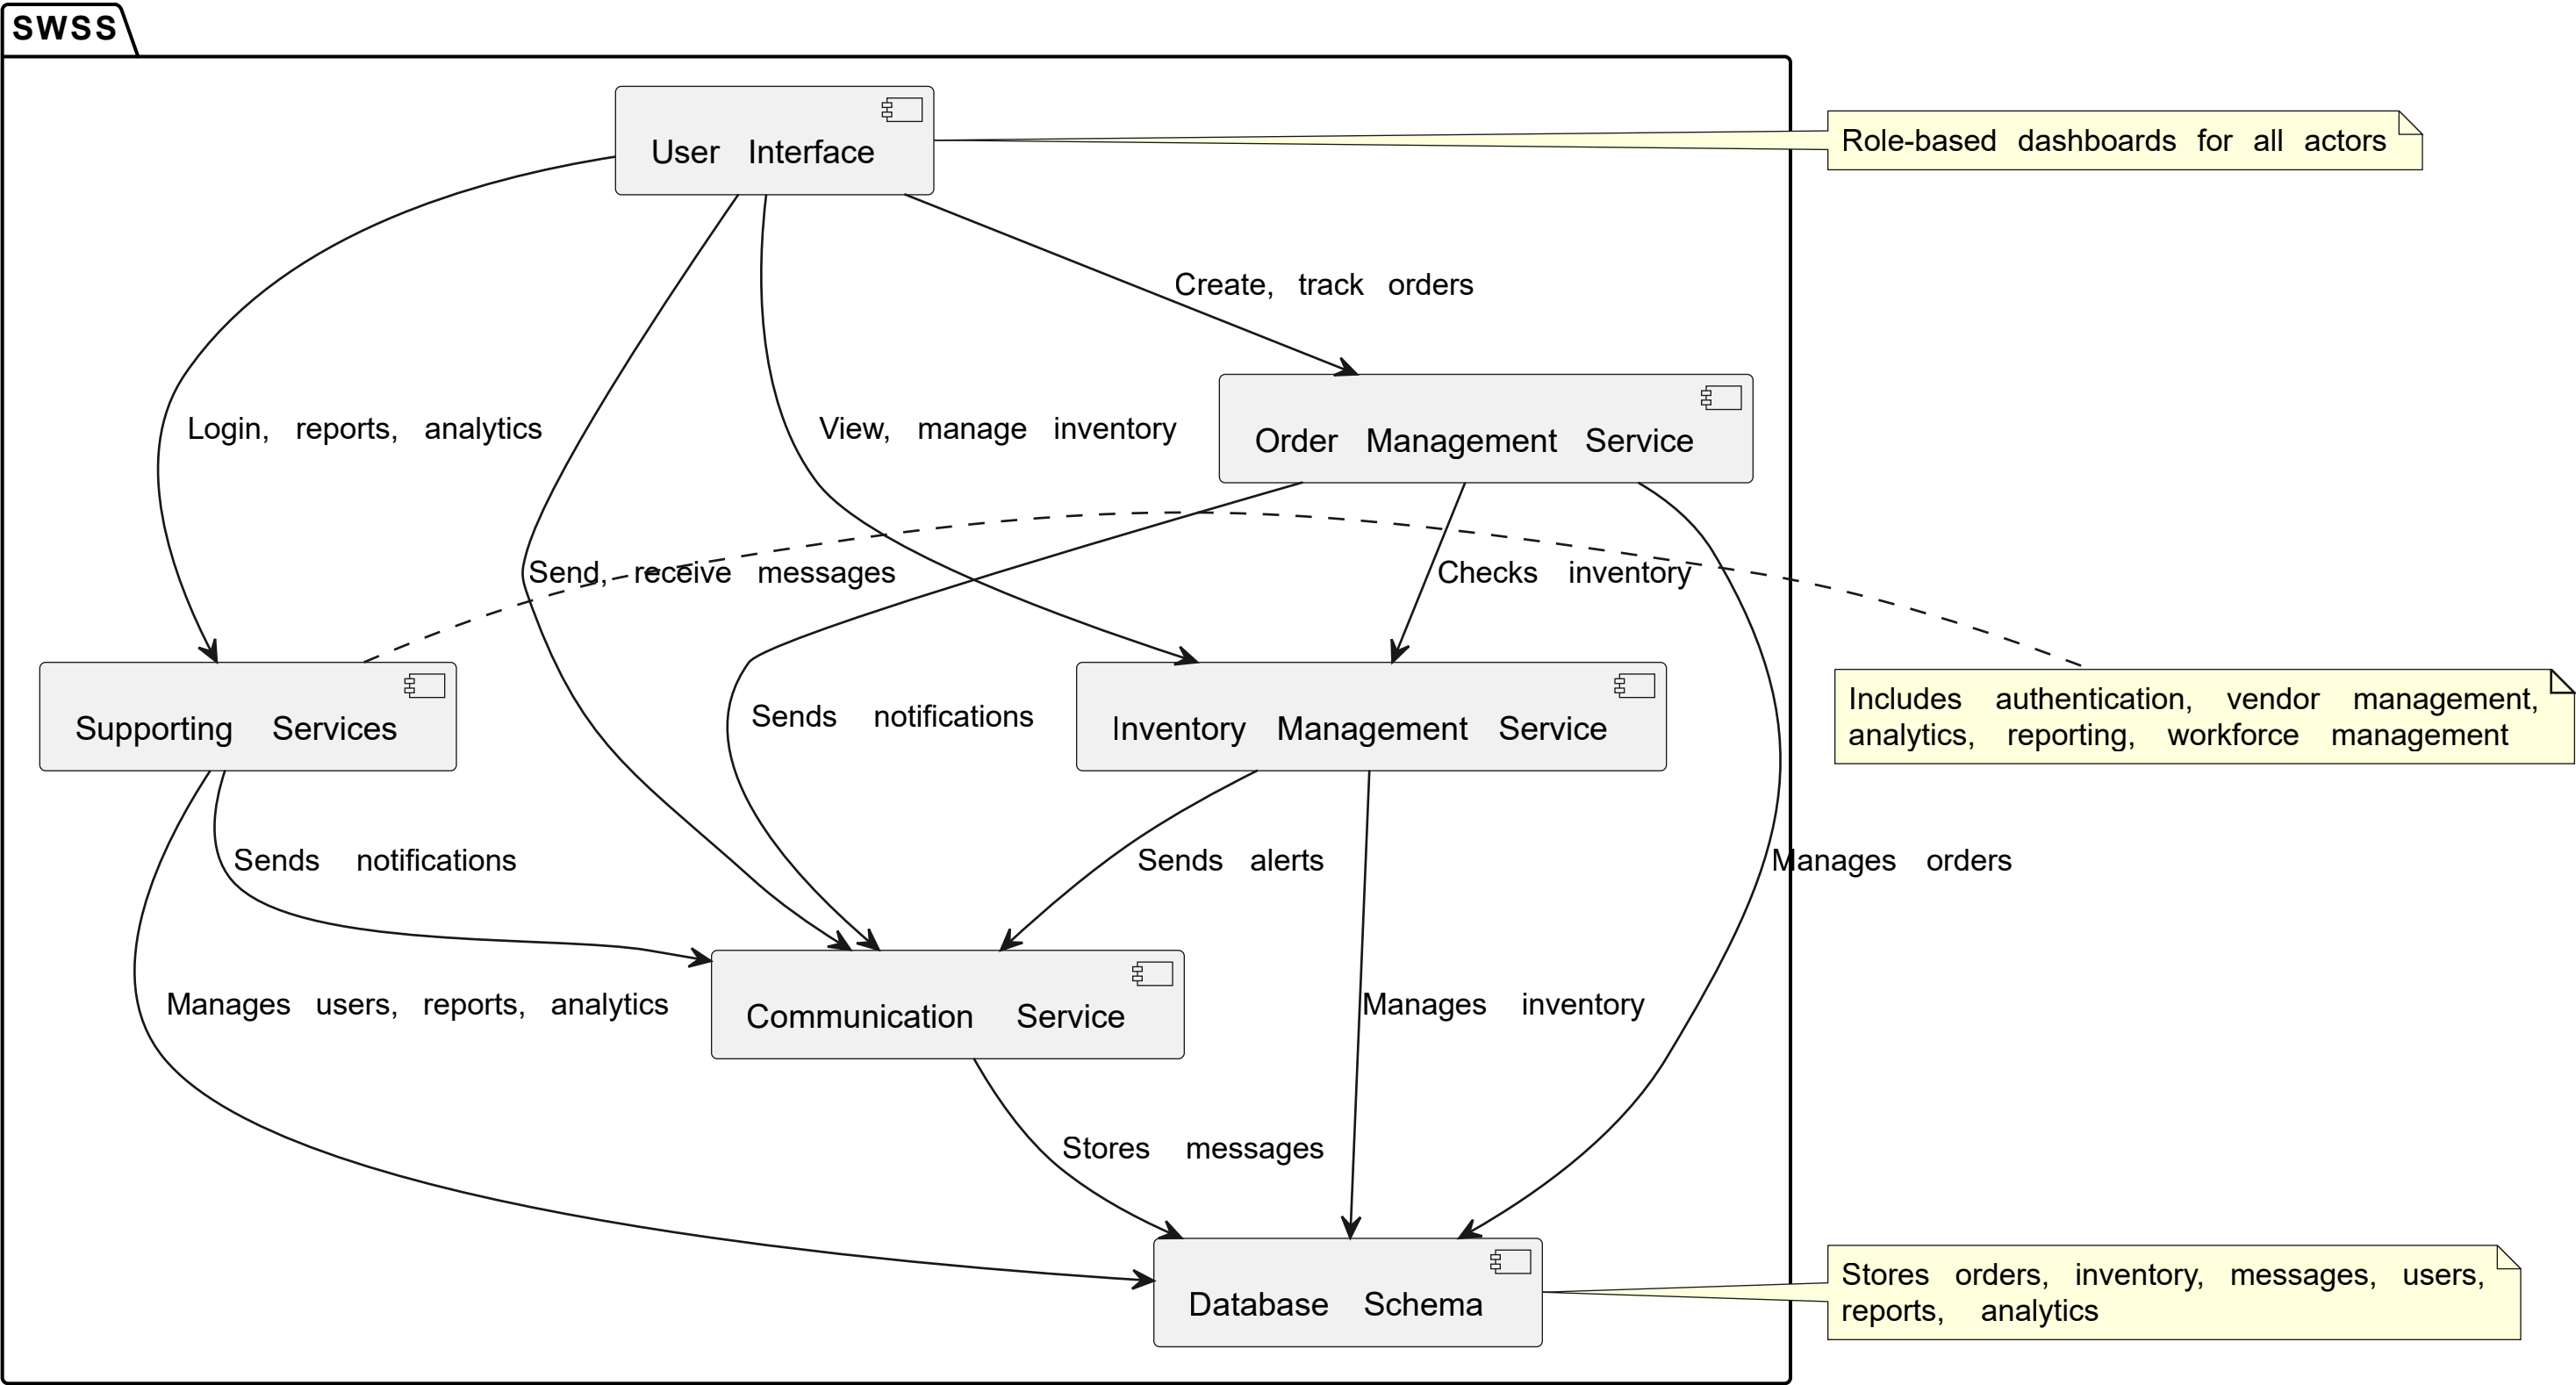 SWSS
User Interface
Role-based dashboards for all actors
Create, track orders
Login, reports, analytics
View, manage inventory
Order Management Service
Send, receive messages
Checks inventory
Supporting Services
Sends notifications
Inventory Management Service
Includes authentication, vendor management,
analytics, reporting, workforce management
Sends notifications
Sends alerts
Manages orders
Manages users, reports, analytics
Communication Service
Manages inventory
Stores messages
Database Schema
Stores orders, inventory, messages, users,
reports, analytics